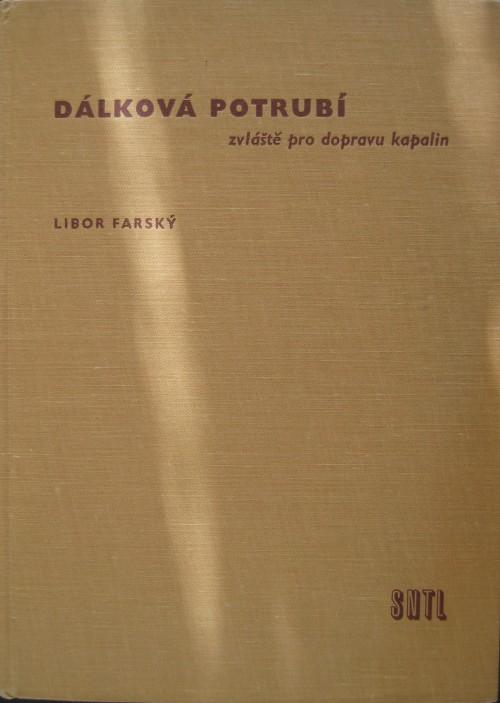 DÁLKOVÁ POTRUBÍ
zvláště pro dopravu kapalin
LIBOR FARSKÝ
SNTL